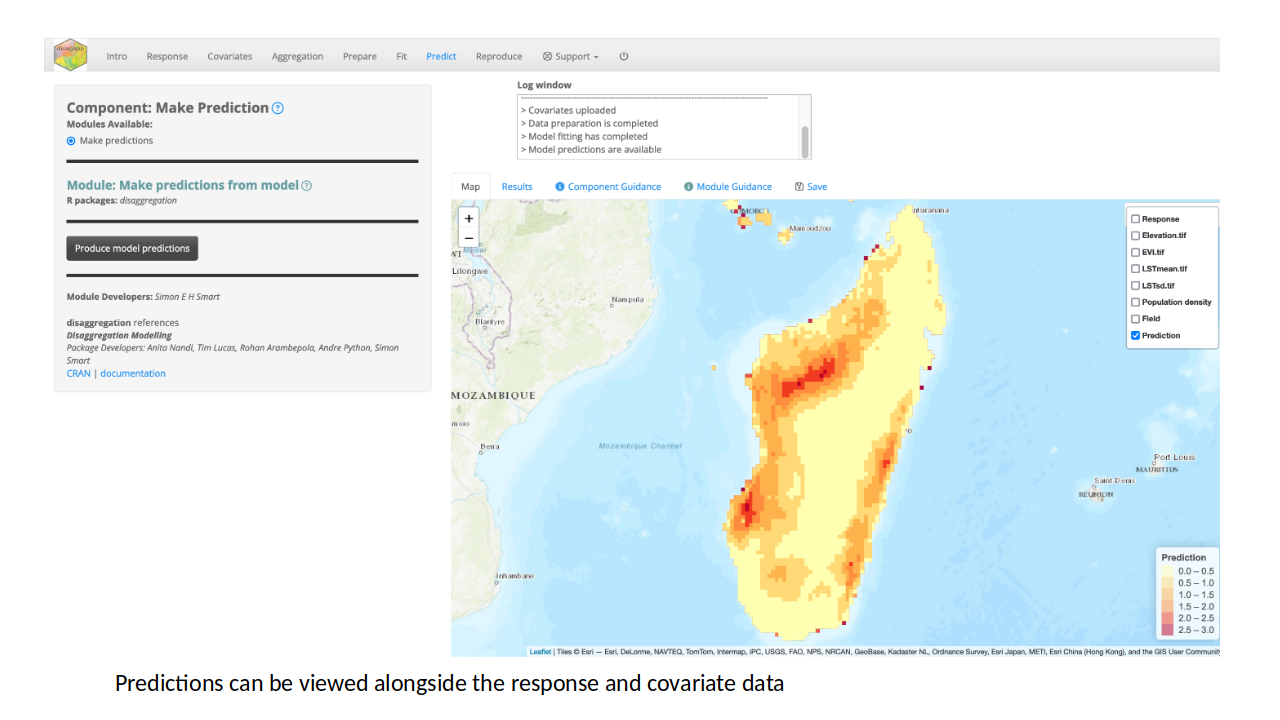 disagapp
Intro Response Covariates Aggregation Prepare Fit Predict Reproduce Support
Component: Make Prediction
Modules Available:
Make predictions
Module: Make predictions from model
R packages: disaggregation
Produce model predictions
Module Developers: Simon E H Smart
disaggregation references
Disaggregation Modelling
Package Developers: Anita Nandi, Tim Lucas, Rohan Arambepola, Andre Python, Simon
Smart
CRAN | documentation
Log window
> Covariates uploaded
> Data preparation is completed
> Model fitting has completed
> Model predictions are available
Map Results Component Guidance Module Guidance Save
+
−
Lilongwe
Blantyre
Nampula
MOZAMBIQUE
Beira
Mozambique Channel
Inhambane
Mamoudzou
ntsiranana
Port Louis
MAURITIUS
Saint-Denis
RÉUNION
Response
Elevation.tif
EVI.tif
LSTmean.tif
LSTsd.tif
Population density
Field
Prediction
Prediction
0.0 – 0.5
0.5 – 1.0
1.0 – 1.5
1.5 – 2.0
2.0 – 2.5
2.5 – 3.0
Leaflet | Tiles © Esri — Esri, DeLorme, NAVTEQ, TomTom, Intermap, iPC, USGS, FAO, NPS, NRCAN, GeoBase, Kadaster NL, Ordnance Survey, Esri Japan, METI, Esri China (Hong Kong), and the GIS User Community
Predictions can be viewed alongside the response and covariate data